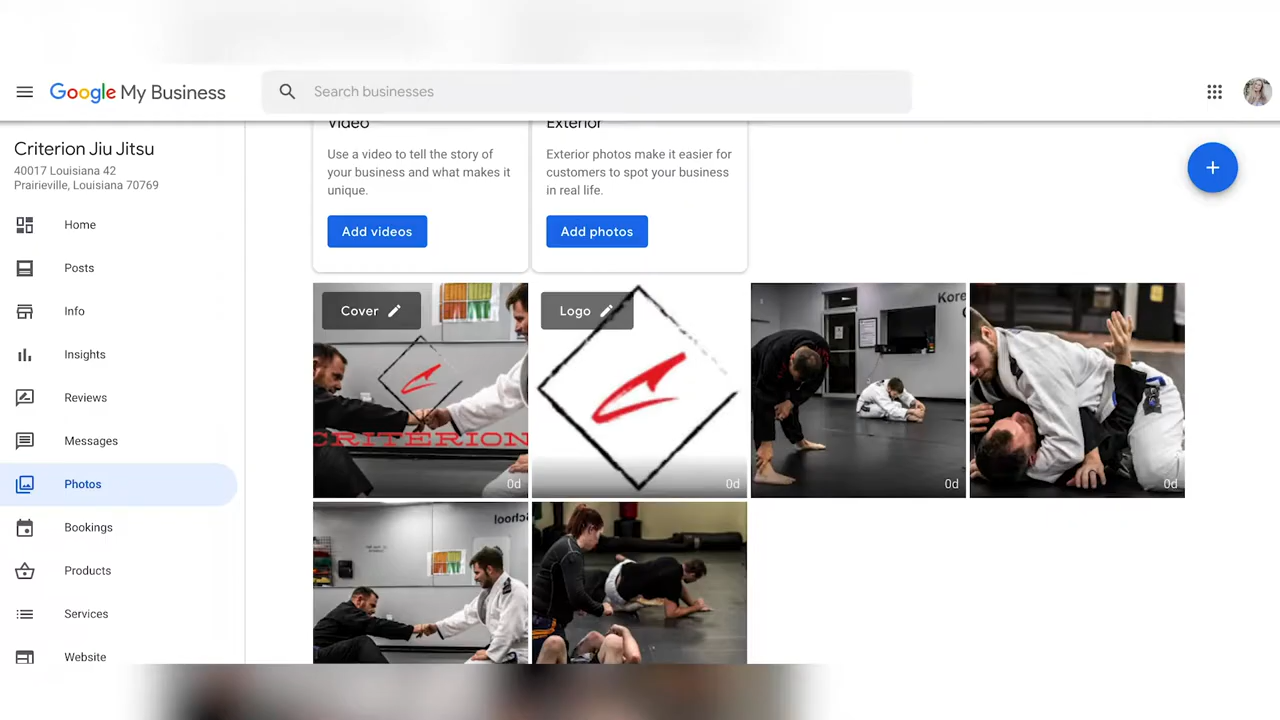 Google My Business
Search businesses
Criterion Jiu Jitsu
40017 Louisiana 42
Prairieville, Louisiana 70769
Home
Posts
Info
Insights
Reviews
Messages
Photos
Bookings
Products
Services
Website
Video
Use a video to tell the story of
your business and what makes it
unique.
Add videos
Exterior
Exterior photos make it easier for
customers to spot your business
in real life.
Add photos
Cover
CRITERION
0d
Logo
0d
Kore
0d
0d
School